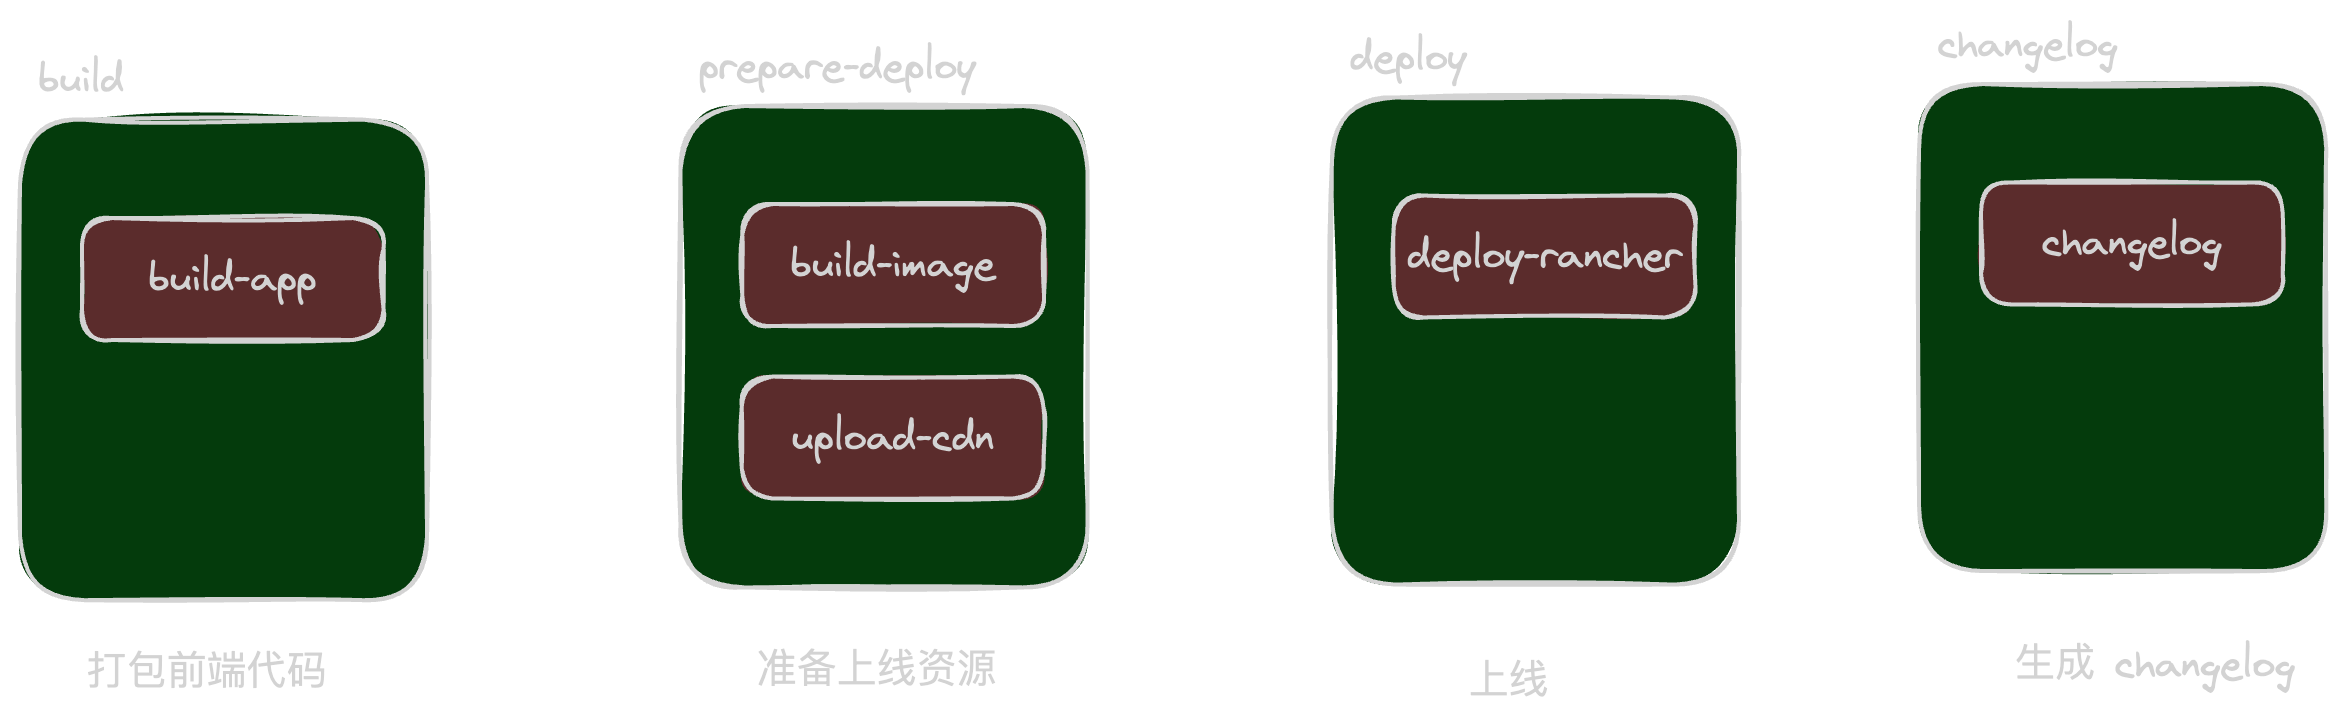 build
build-app
打包前端代码
prepare-deploy
build-image
upload-cdn
准备上线资源
deploy
deploy-rancher
上线
changelog
changelog
生成 changelog